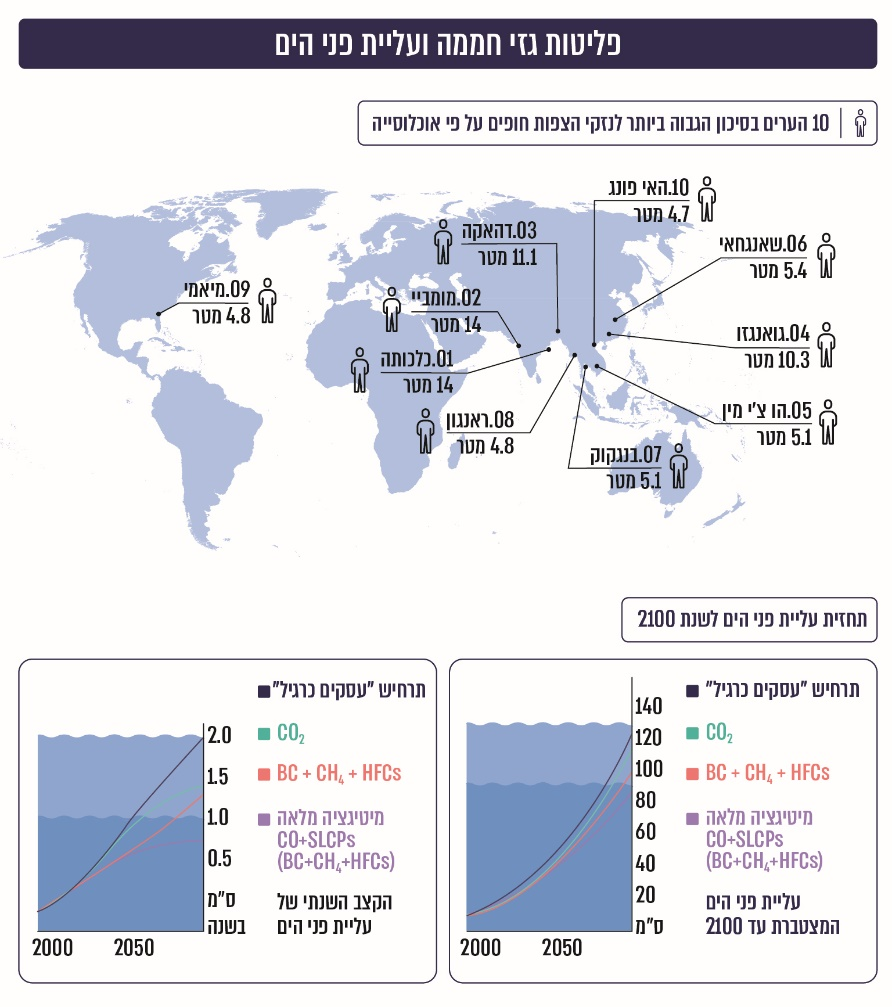 פליטות גזי חממה ועליית פני הים
10 הערים בסיכון הגבוה ביותר לנזקי הצפות חופים על פי אוכלוסייה
10.האי פונג
4.7 מטר
03.דהאקה
11.1 מטר
06.שאנגחאי
5.4 מטר
09.מיאמי
4.8 מטר
02.מומביי
14 מטר
04.גואנגזו
10.3 מטר
01.כלכותה
14 מטר
05.הו צ'י מין
5.1 מטר
08.ראנגון
4.8 מטר
07.בנגקוק
5.1 מטר
תחזית עליית פני הים לשנת 2100
תרחיש "עסקים כרגיל"
CO₂
BC + CH₄ + HFCs
מיטיגציה מלאה
CO+SLCPs
(BC+CH₄+HFCs)
עליית פני הים
המצטברת עד 2100
140
120
100
80
60
40
20
ס"מ
2000
2050
תרחיש "עסקים כרגיל"
CO₂
BC + CH₄ + HFCs
מיטיגציה מלאה
CO+SLCPs
(BC+CH₄+HFCs)
הקצב השנתי של
עליית פני הים
2.0
1.5
1.0
0.5
ס"מ
בשנה
2000
2050